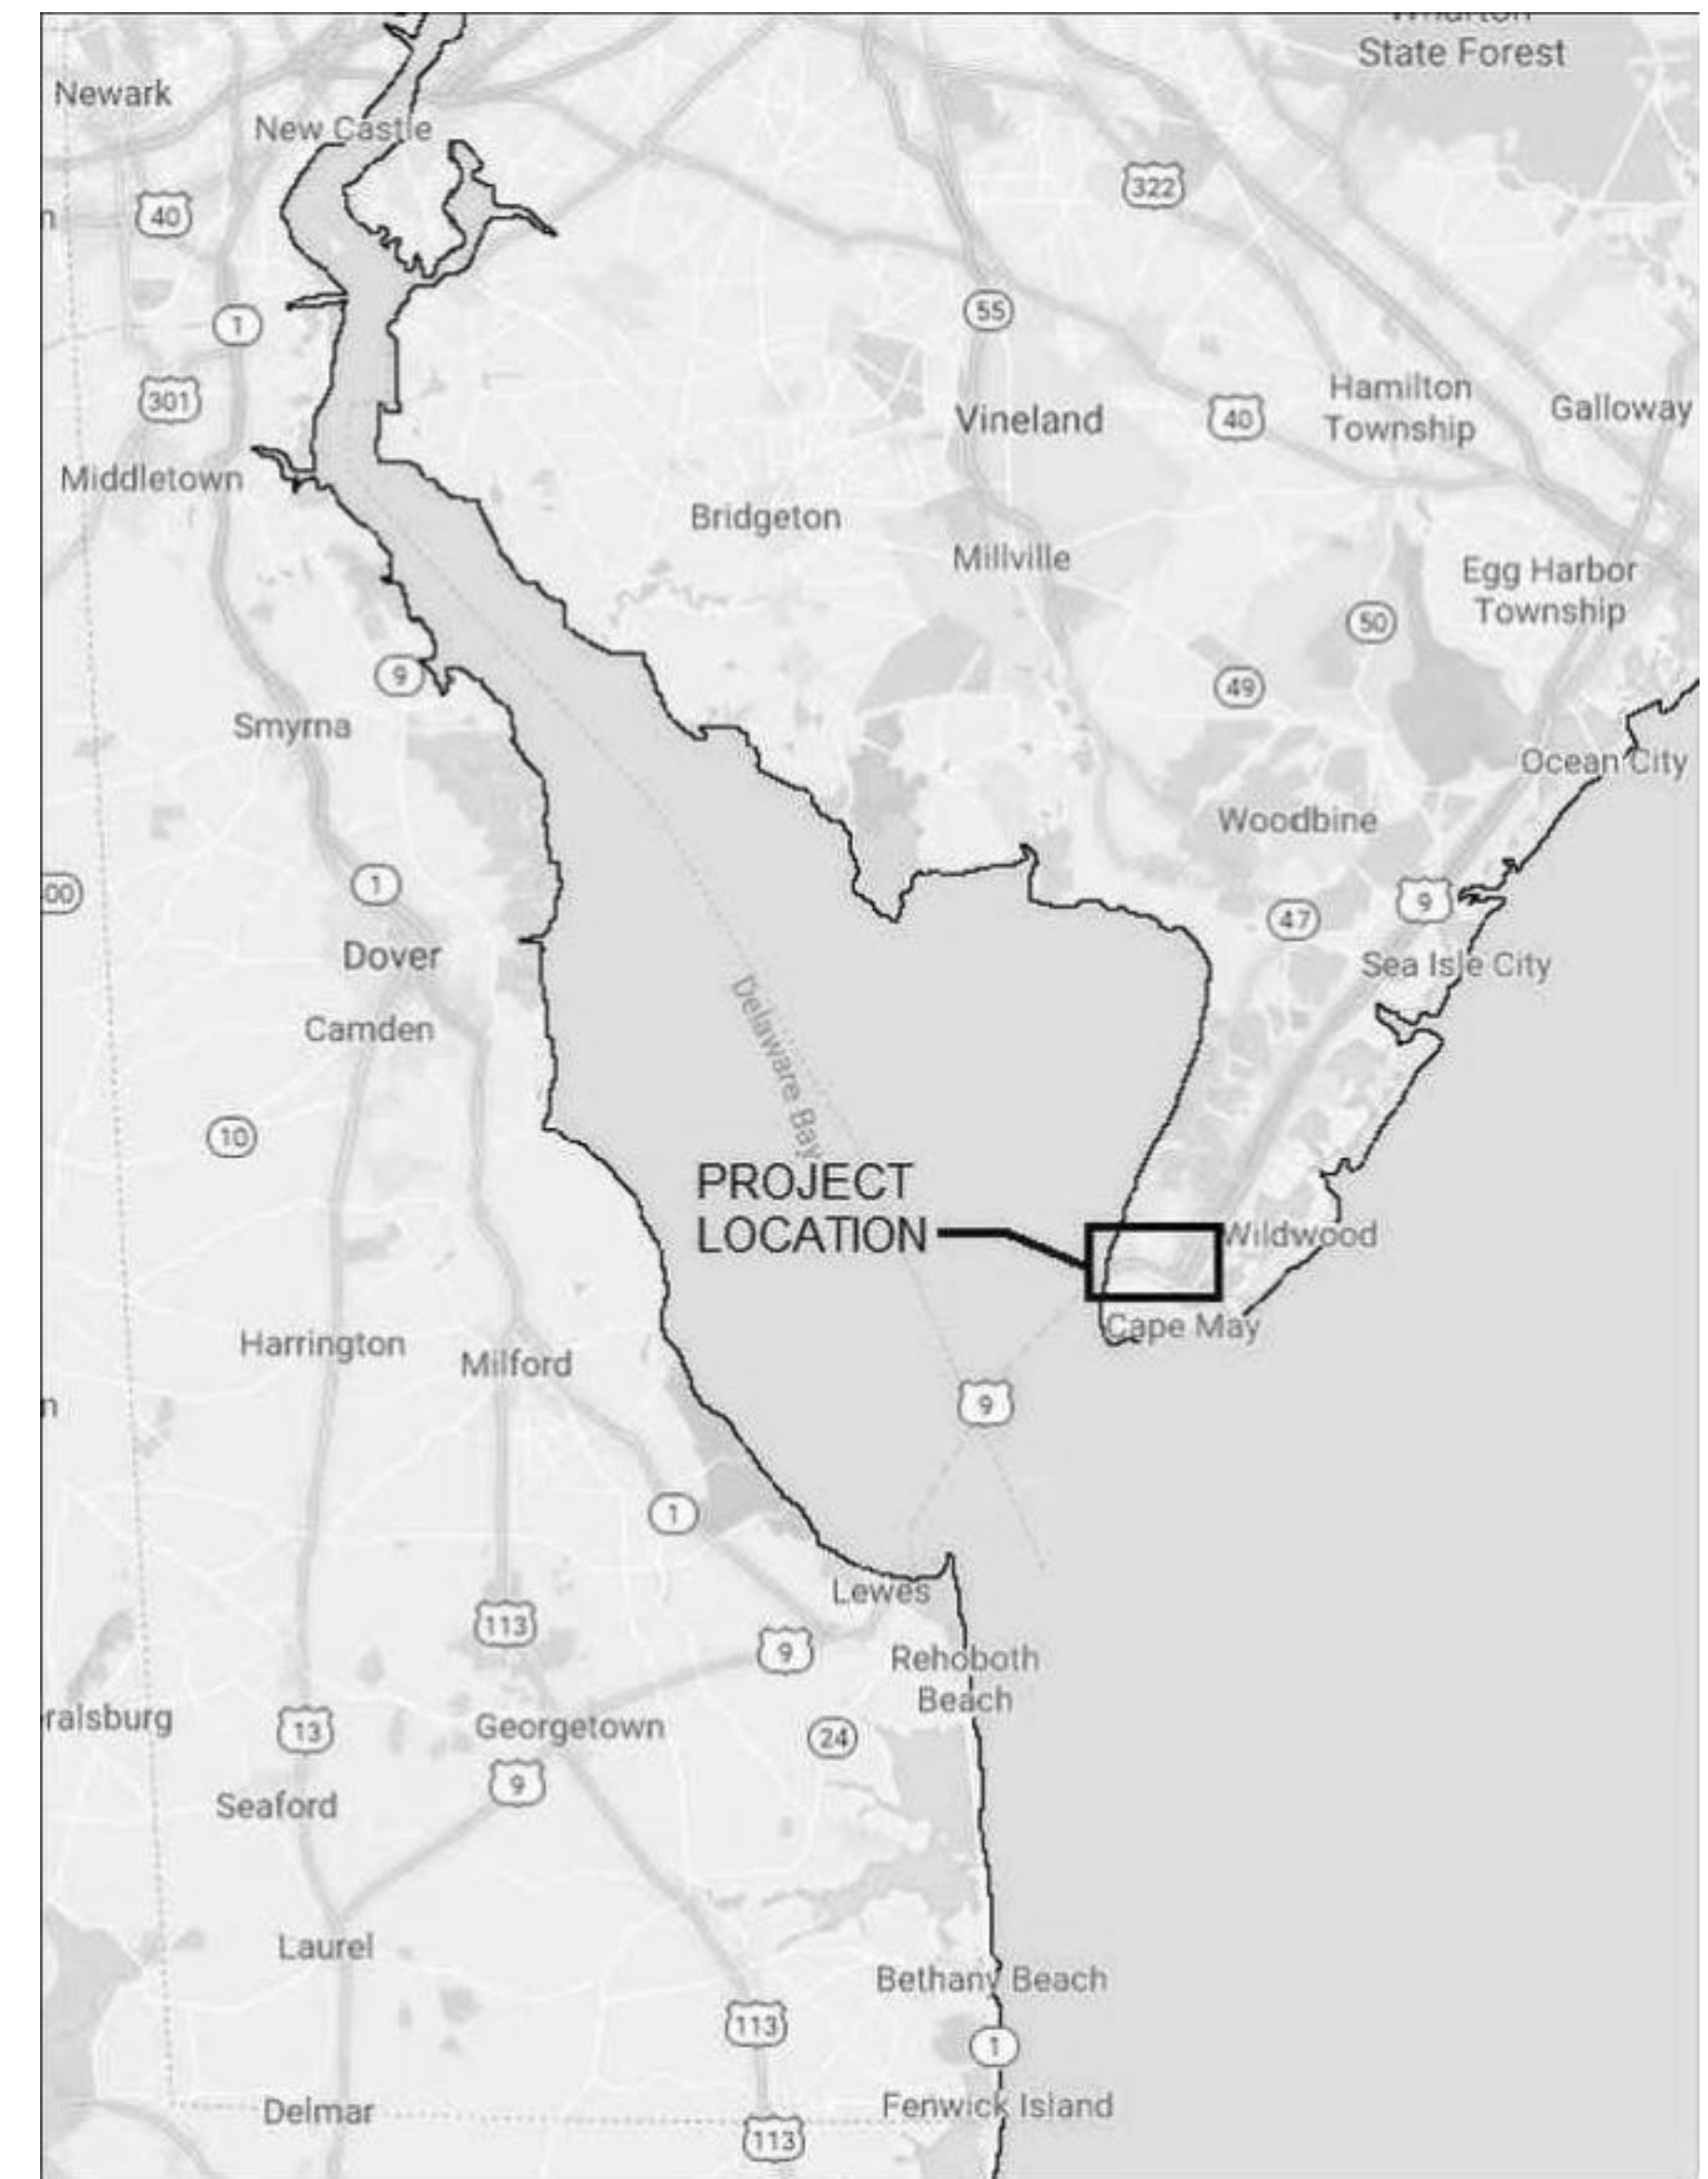 Wharton
State Forest
Newark
New Castle
322
40
n
55
1
Hamilton
Township
Galloway
301
Vineland
40
Middletown
Bridgeton
Millville
Egg Harbor
Township
50
9
49
Smyrna
Ocean City
Woodbine
1
00
9
47
Dover
Sea Isle City
Camden
Delaware Bay
10
PROJECT
LOCATION
Wildwood
Cape May
Harrington
Milford
9
n
1
Lewes
113
9
Rehoboth
Beach
ralsburg
13
Georgetown
24
9
Seaford
Laurel
Bethany Beach
113
1
Delmar
Fenwick Island
113